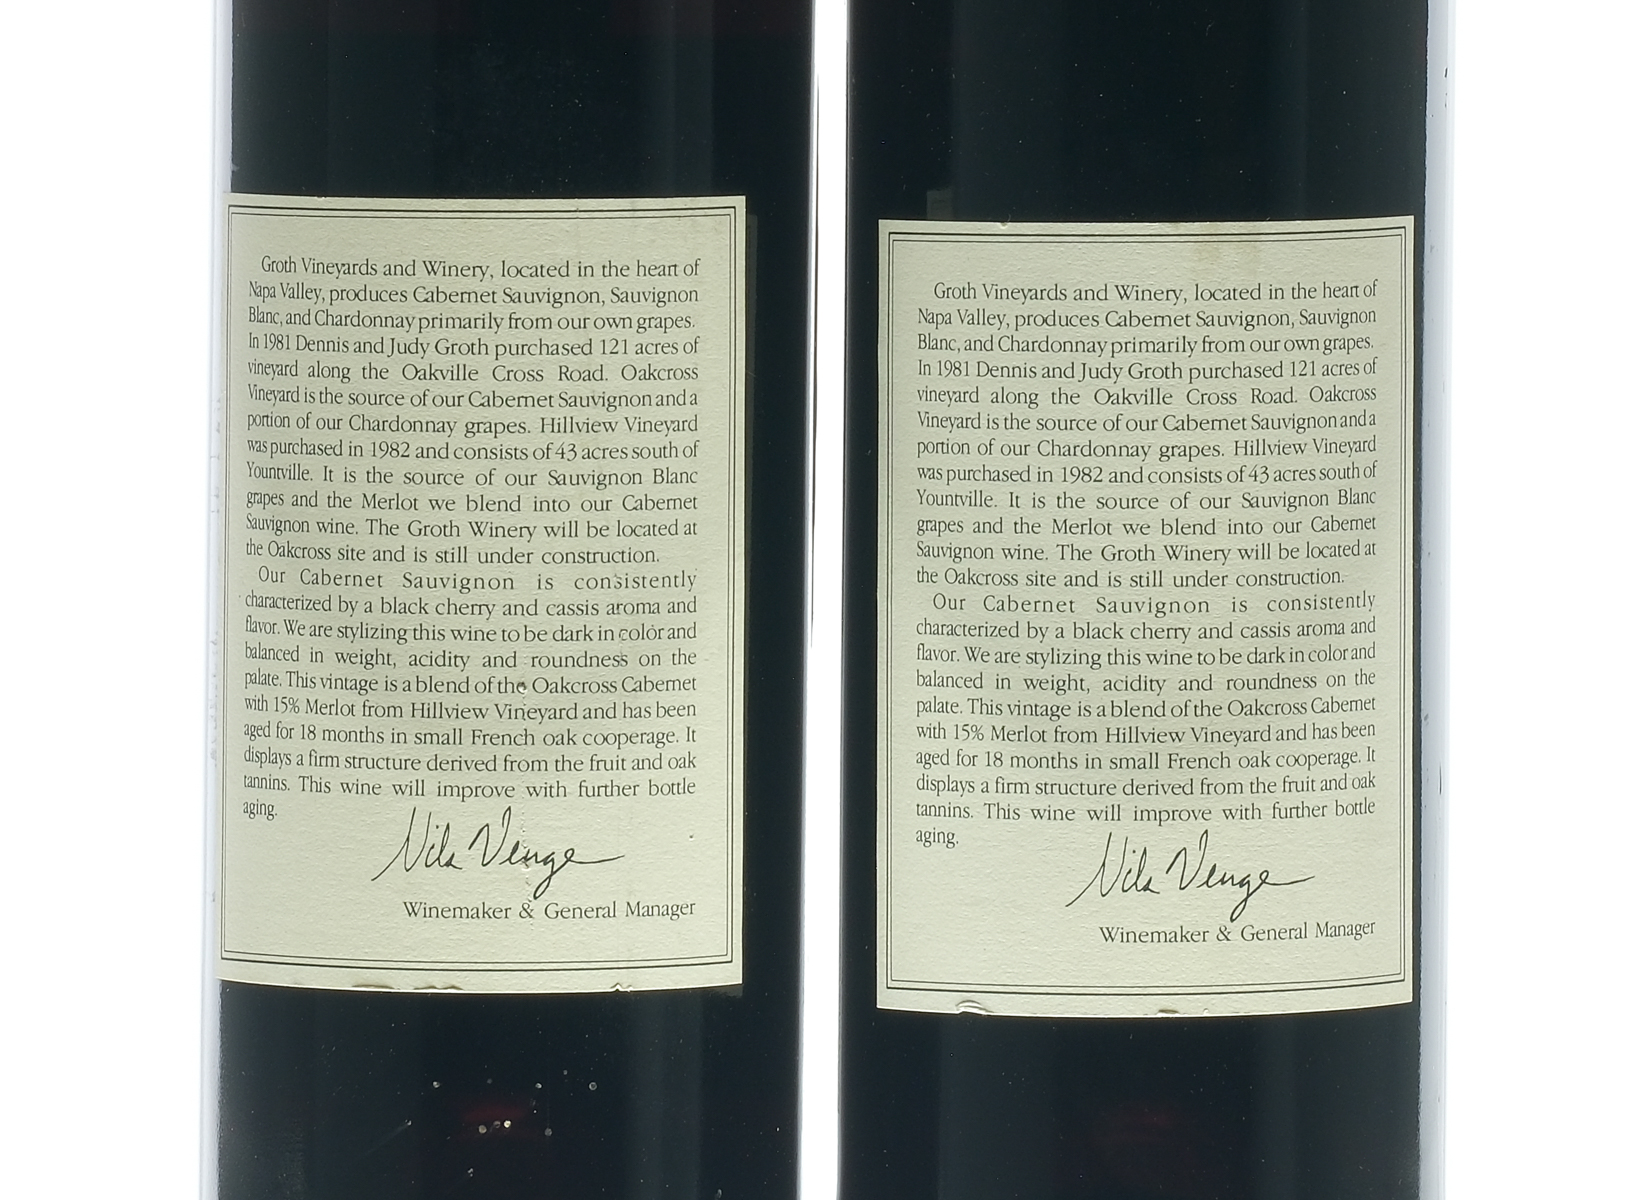 Groth Vineyards and Winery, located in the heart of
Napa Valley, produces Cabernet Sauvignon, Sauvignon
Blanc, and Chardonnay primarily from our own grapes.
In 1981 Dennis and Judy Groth purchased 121 acres of
vineyard along the Oakville Cross Road. Oakcross
Vineyard is the source of our Cabernet Sauvignon and a
portion of our Chardonnay grapes. Hillview Vineyard
was purchased in 1982 and consists of 43 acres south of
Yountville. It is the source of our Sauvignon Blanc
grapes and the Merlot we blend into our Cabernet
Sauvignon wine. The Groth Winery will be located at
the Oakcross site and is still under construction.
Our Cabernet Sauvignon is consistently
characterized by a black cherry and cassis aroma and
flavor. We are stylizing this wine to be dark in color and
balanced in weight, acidity and roundness on the
palate. This vintage is a blend of the Oakcross Cabernet
with 15% Merlot from Hillview Vineyard and has been
aged for 18 months in small French oak cooperage. It
displays a firm structure derived from the fruit and oak
tannins. This wine will improve with further bottle
aging.
Nils Venge
Winemaker & General Manager
Groth Vineyards and Winery, located in the heart of
Napa Valley, produces Cabernet Sauvignon, Sauvignon
Blanc, and Chardonnay primarily from our own grapes.
In 1981 Dennis and Judy Groth purchased 121 acres of
vineyard along the Oakville Cross Road. Oakcross
Vineyard is the source of our Cabernet Sauvignon and a
portion of our Chardonnay grapes. Hillview Vineyard
was purchased in 1982 and consists of 43 acres south of
Yountville. It is the source of our Sauvignon Blanc
grapes and the Merlot we blend into our Cabernet
Sauvignon wine. The Groth Winery will be located at
the Oakcross site and is still under construction.
Our Cabernet Sauvignon is consistently
characterized by a black cherry and cassis aroma and
flavor. We are stylizing this wine to be dark in color and
balanced in weight, acidity and roundness on the
palate. This vintage is a blend of the Oakcross Cabernet
with 15% Merlot from Hillview Vineyard and has been
aged for 18 months in small French oak cooperage. It
displays a firm structure derived from the fruit and oak
tannins. This wine will improve with further bottle
aging.
Nils Venge
Winemaker & General Manager